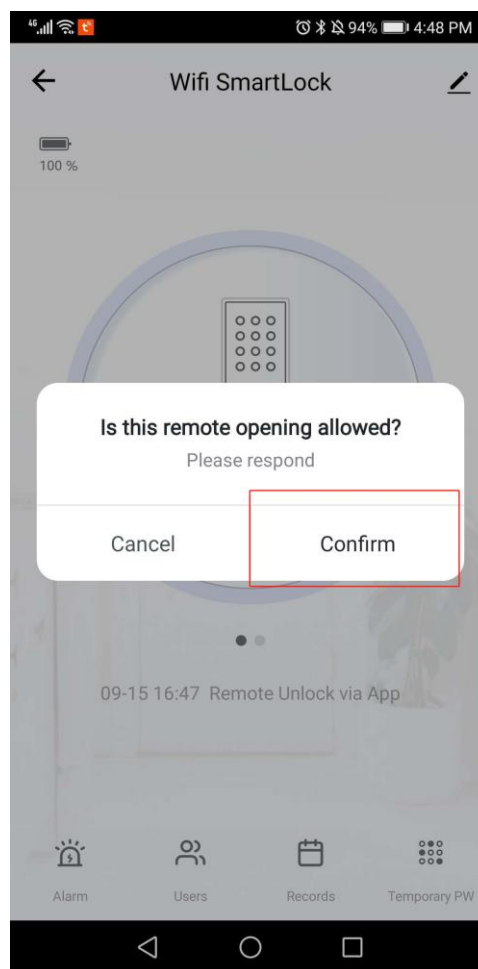 4G 94% 4:48 PM
Wifi SmartLock
100 %
Is this remote opening allowed?
Please respond
Cancel Confirm
09-15 16:47 Remote Unlock via App
Alarm Users Records Temporary PW